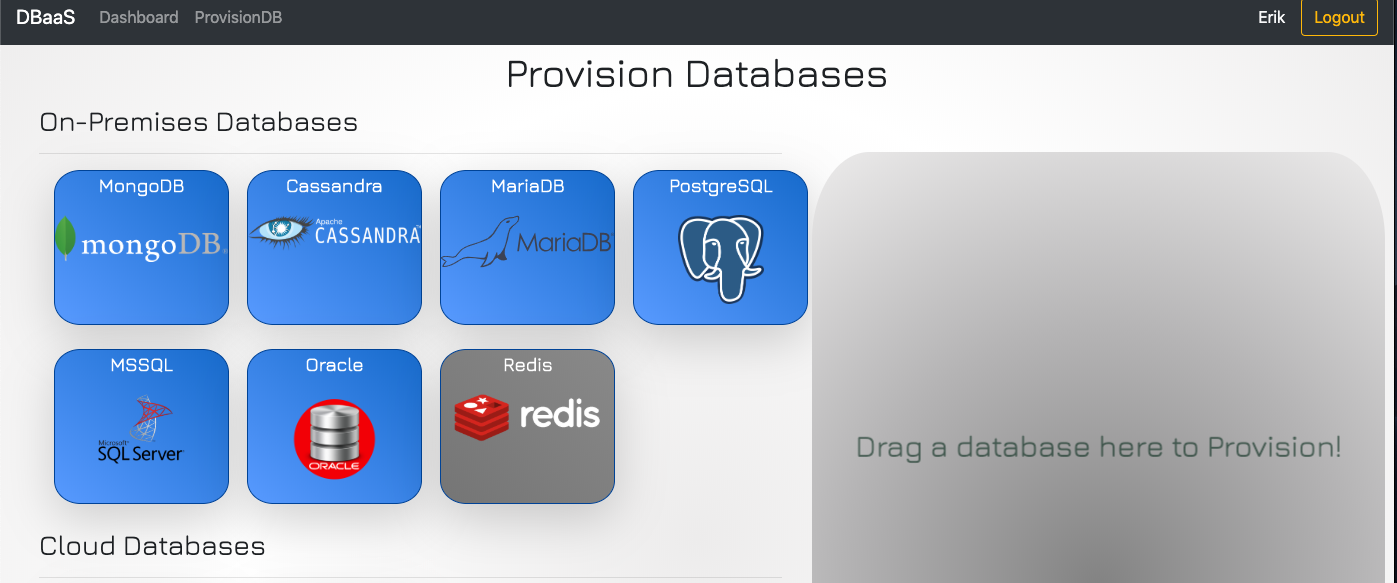 DBaaS Dashboard ProvisionDB Erik Logout
Provision Databases
On-Premises Databases
MongoDB
mongoDB®
Cassandra
Apache
CASSANDRA
MariaDB
MariaDB
PostgreSQL
MSSQL
Microsoft®
SQL Server
Oracle
ORACLE
Redis
redis
Drag a database here to Provision!
Cloud Databases